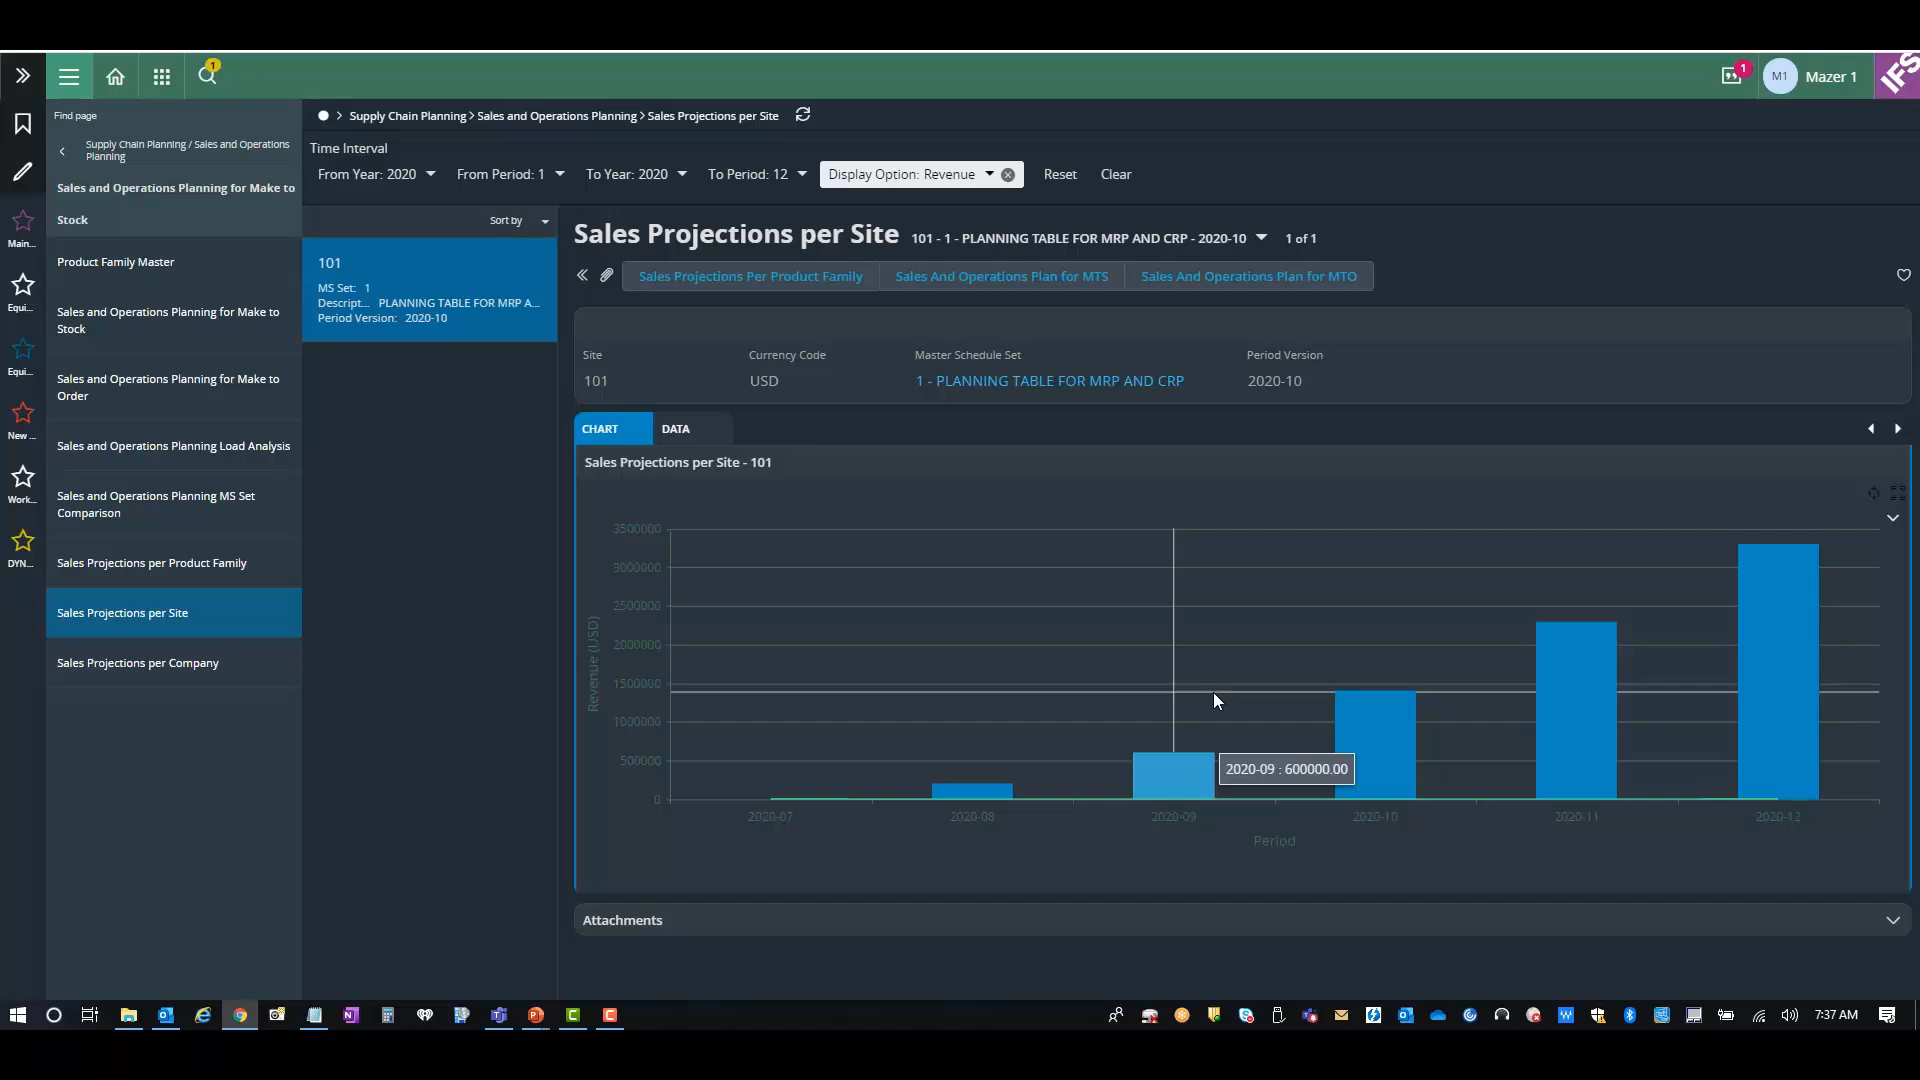 1
1
M1
Mazer 1
IFS
Find page
Supply Chain Planning / Sales and Operations
Planning
Sales and Operations Planning for Make to
Stock
Product Family Master
Sales and Operations Planning for Make to
Stock
Sales and Operations Planning for Make to
Order
Sales and Operations Planning Load Analysis
Sales and Operations Planning MS Set
Comparison
Sales Projections per Product Family
Sales Projections per Site
Sales Projections per Company
Main...
Equi...
Equi...
New ...
Work...
DYN...
Supply Chain Planning > Sales and Operations Planning > Sales Projections per Site
Time Interval
From Year: 2020
From Period: 1
To Year: 2020
To Period: 12
Display Option: Revenue
Reset
Clear
Sort by
101
MS Set: 1
Descript... PLANNING TABLE FOR MRP A...
Period Version: 2020-10
Sales Projections per Site 101 - 1 - PLANNING TABLE FOR MRP AND CRP - 2020-10 1 of 1
Sales Projections Per Product Family
Sales And Operations Plan for MTS
Sales And Operations Plan for MTO
Site
Currency Code
Master Schedule Set
Period Version
101
USD
1 - PLANNING TABLE FOR MRP AND CRP
2020-10
CHART
DATA
Sales Projections per Site - 101
3500000
3000000
2500000
2000000
1500000
1000000
500000
0
Revenue (USD)
2020-09 : 600000.00
2020-07
2020-08
2020-09
2020-10
2020-11
2020-12
Period
Attachments
7:37 AM